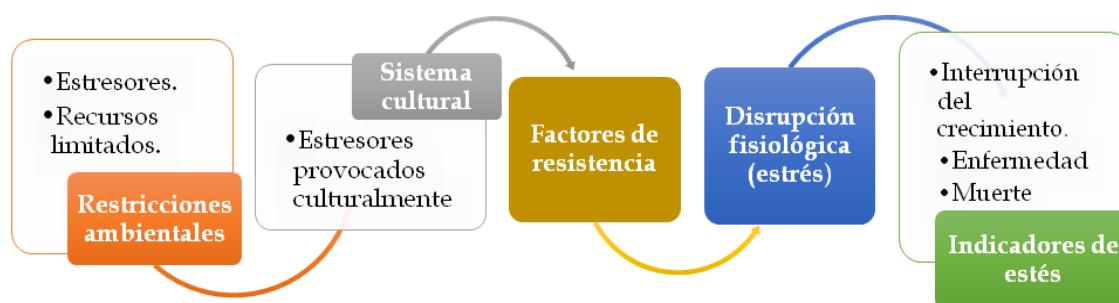 •Estresores.
•Recursos
limitados.
Restricciones
ambientales
Sistema
cultural
•Estresores
provocados
culturalmente
Factores de
resistencia
Disrupción
fisiológica
(estrés)
•Interrupción
del
crecimiento.
•Enfermedad
•Muerte
Indicadores de
estés